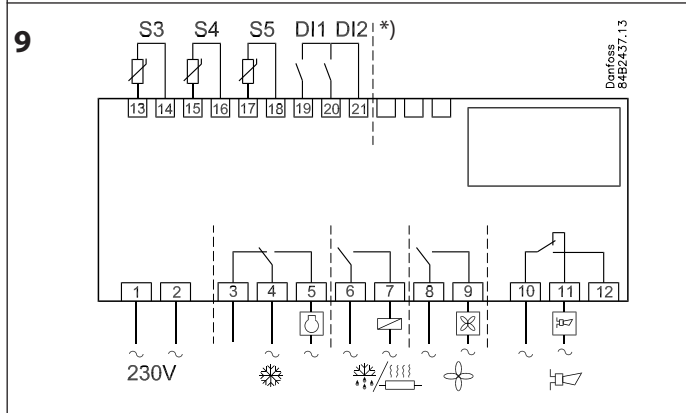 9
S3 S4 S5 DI1 DI2 *)
Danfoss
84B2437.13
13 14 15 16 17 18 19 20 21
1 2 3 4 5 6 7 8 9 10 11 12
230V